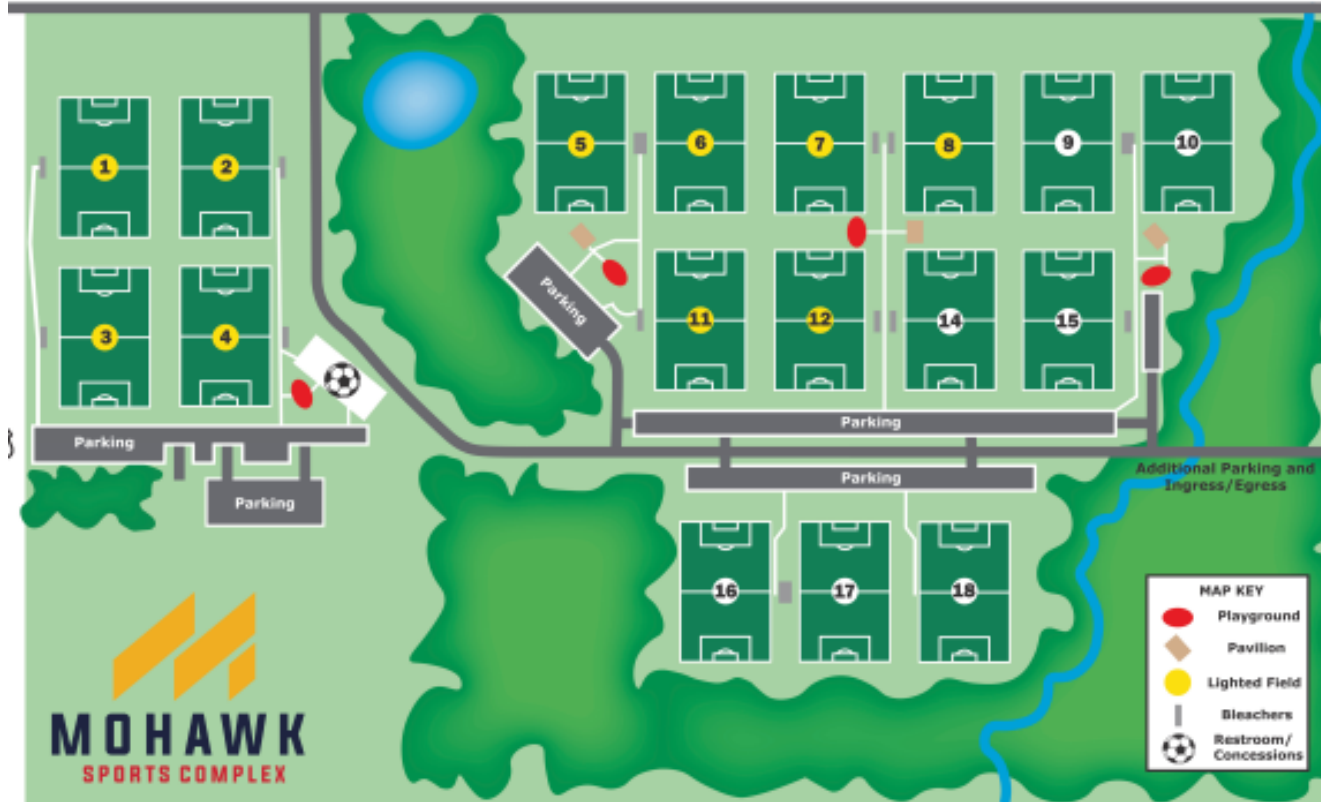 1
2
3
4
5
6
7
8
9
10
11
12
14
15
16
17
18
Parking
Parking
Parking
Parking
Parking
Additional Parking and
Ingress/Egress
MAP KEY
Playground
Pavilion
Lighted Field
Bleachers
Restroom/
Concessions
MOHAWK
SPORTS COMPLEX